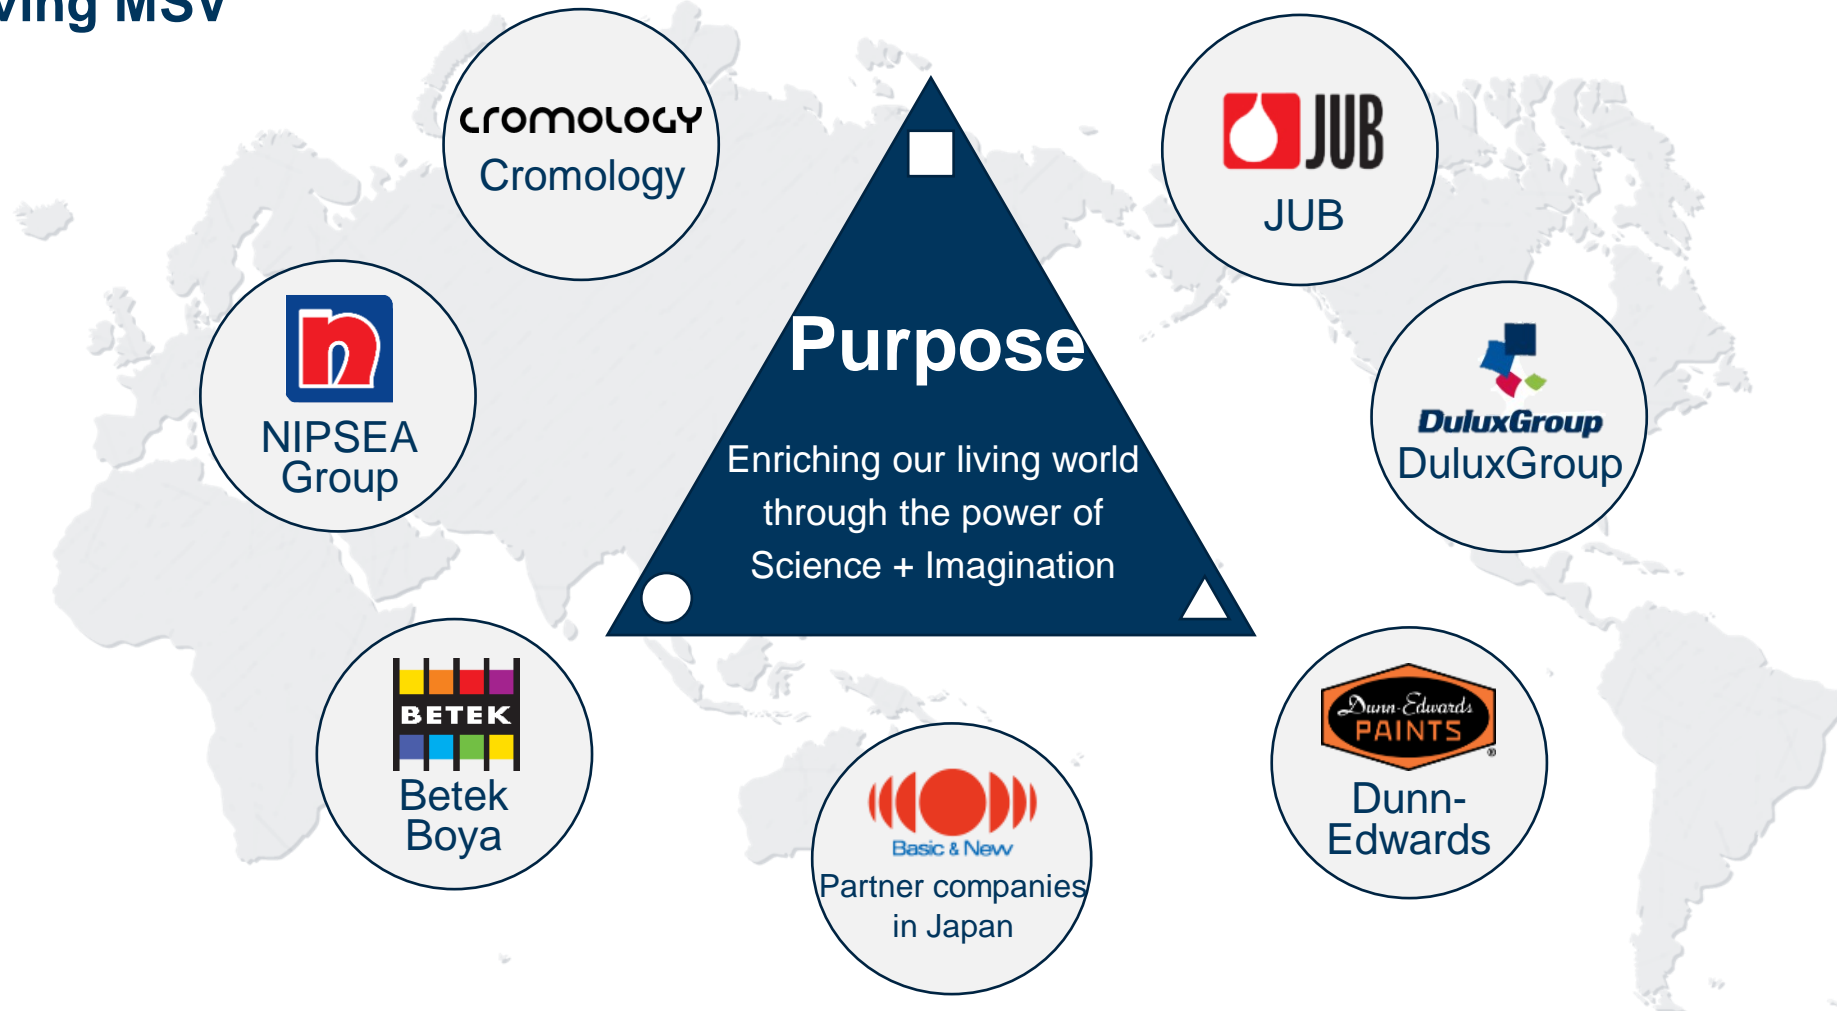 ving MSV
cromology
Cromology
JUB
JUB
n
NIPSEA
Group
Purpose
Enriching our living world
through the power of
Science + Imagination
DuluxGroup
DuluxGroup
BETEK
Betek
Boya
Basic & New
Partner companies
in Japan
Dunn-Edwards
PAINTS
®
Dunn-
Edwards